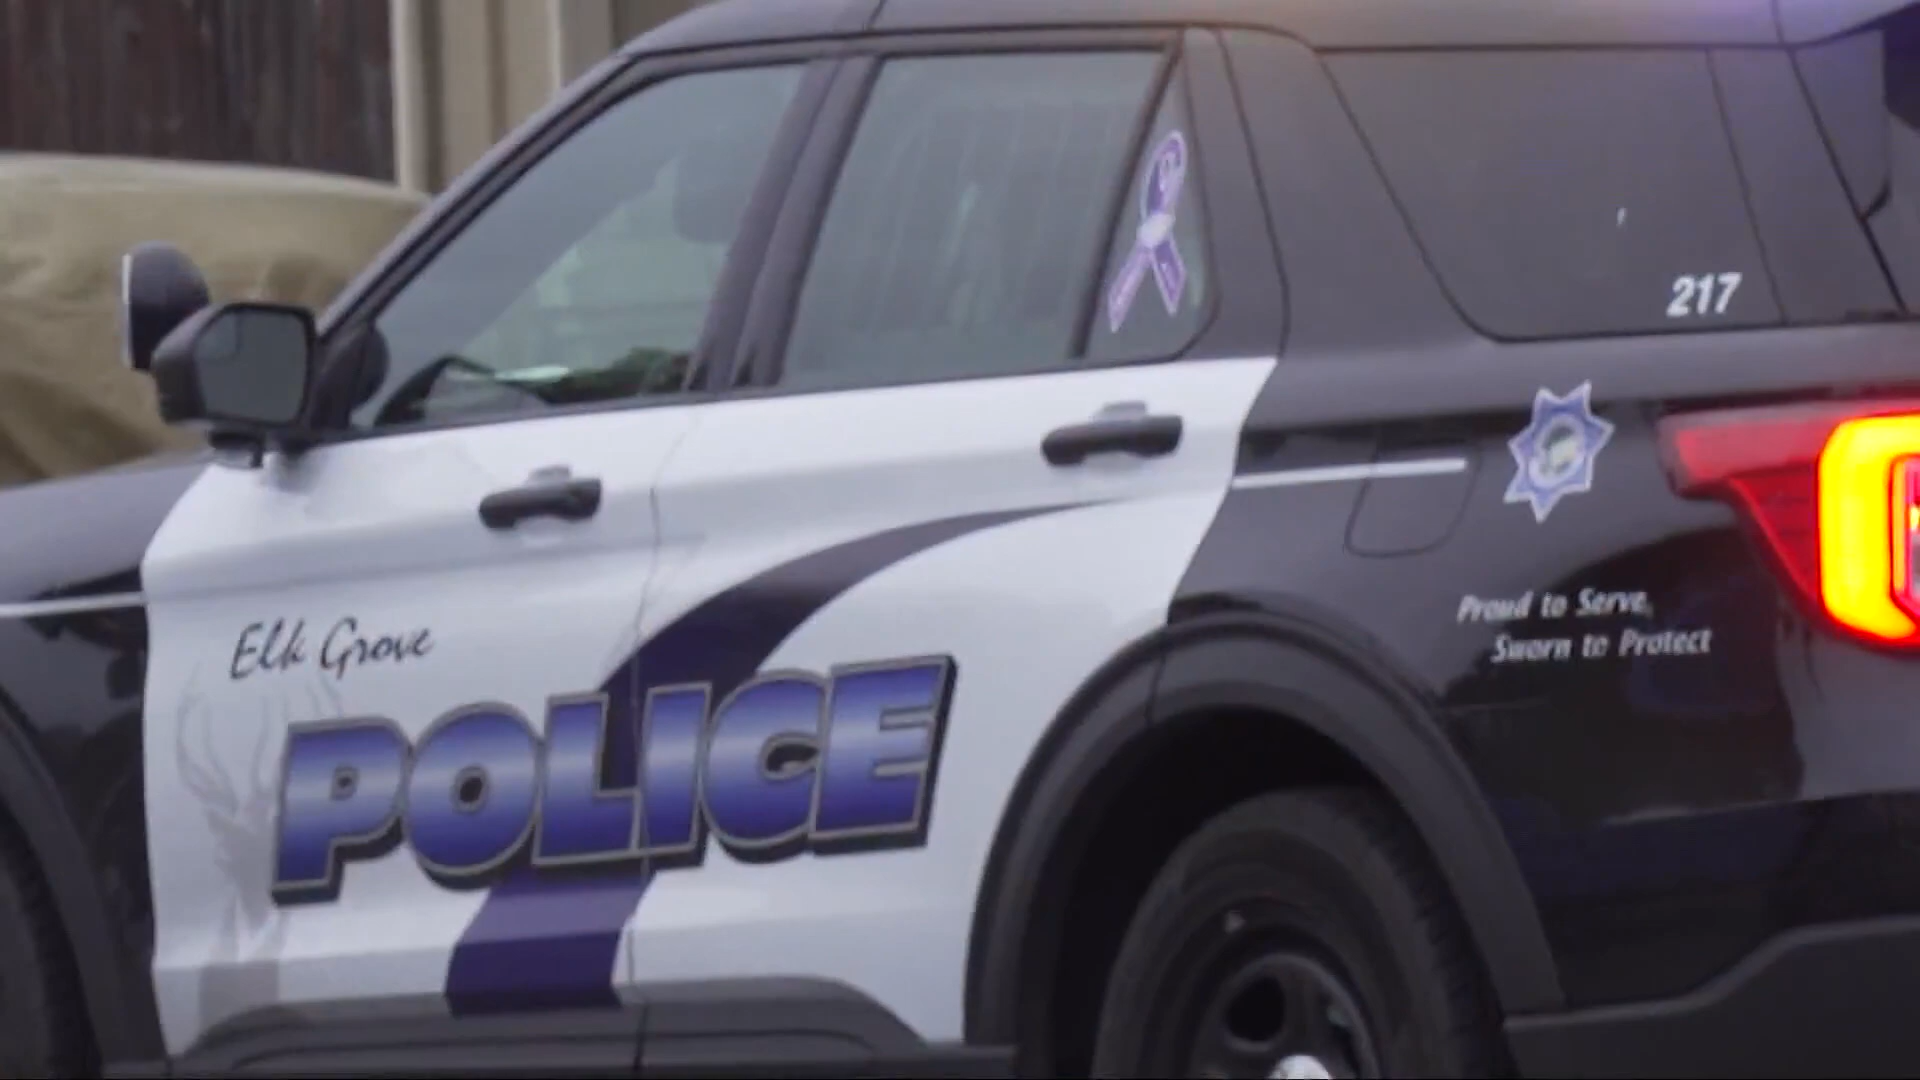 217
Elk Grove
POLICE
Proud to Serve,
Sworn to Protect